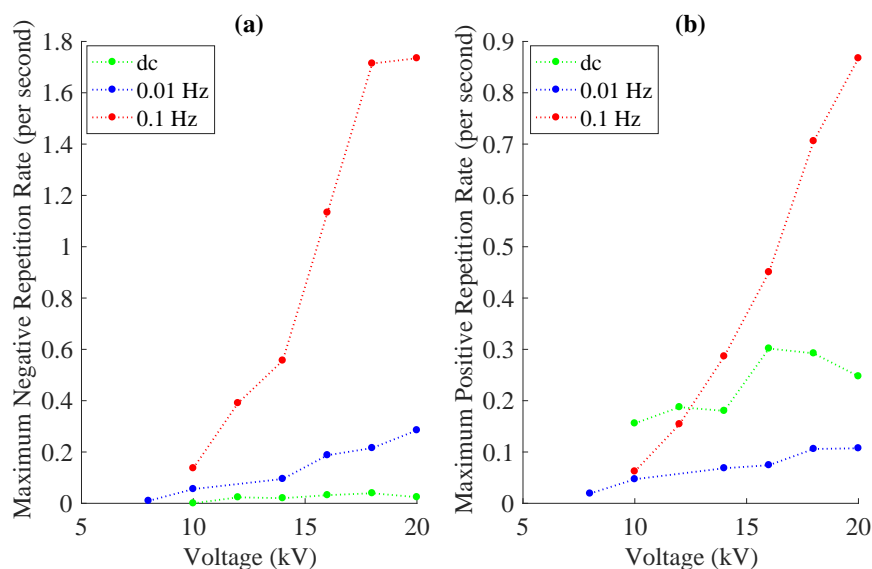 (a)
Maximum Negative Repetition Rate (per second)
1.8
1.6
1.4
1.2
1
0.8
0.6
0.4
0.2
0
5
10
15
20
Voltage (kV)
dc
0.01 Hz
0.1 Hz
(b)
Maximum Positive Repetition Rate (per second)
0.9
0.8
0.7
0.6
0.5
0.4
0.3
0.2
0.1
0
5
10
15
20
Voltage (kV)
dc
0.01 Hz
0.1 Hz